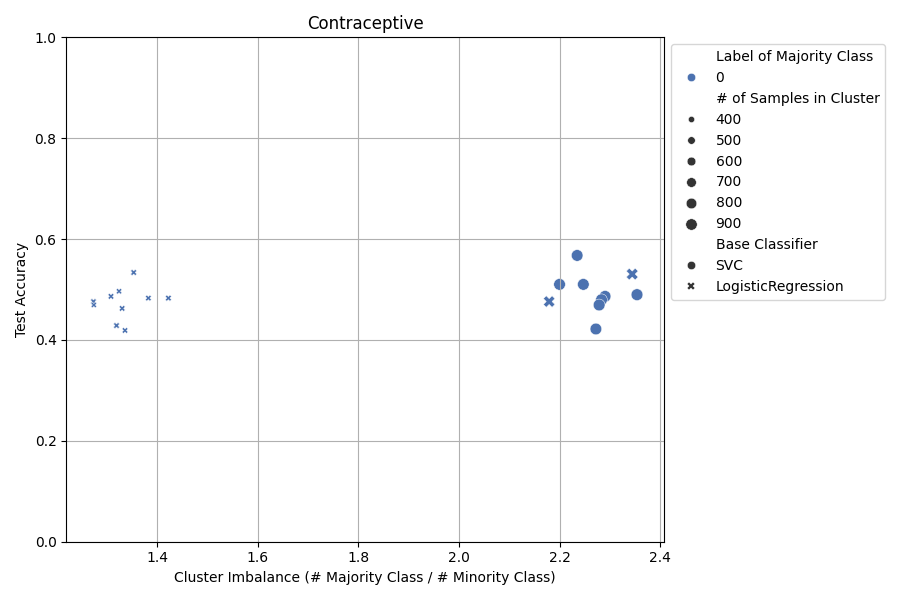 Contraceptive
1.0
0.8
0.6
0.4
0.2
0.0
Test Accuracy
1.4
1.6
1.8
2.0
2.2
2.4
Cluster Imbalance (# Majority Class / # Minority Class)
Label of Majority Class
0
# of Samples in Cluster
400
500
600
700
800
900
Base Classifier
SVC
LogisticRegression